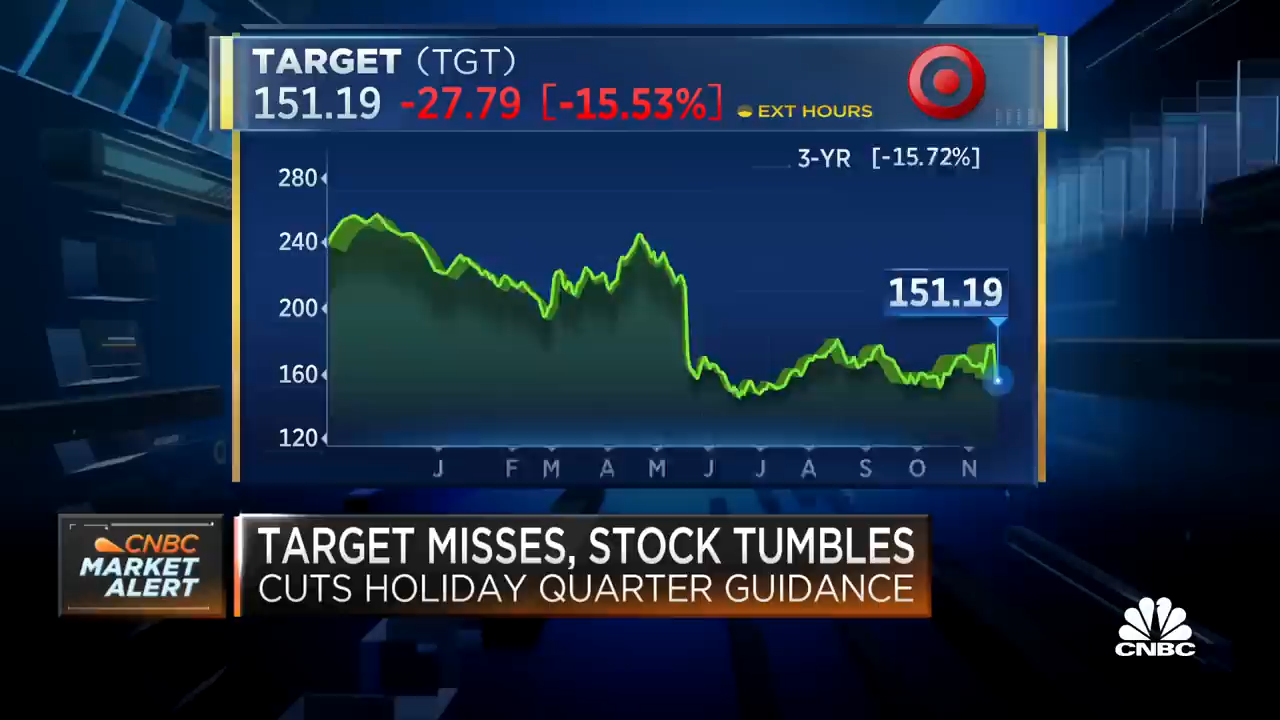 TARGET (TGT)
151.19 -27.79 [-15.53%] EXT HOURS
3-YR [-15.72%]
280
240
200
160
120
151.19
J F M A M J J A S O N
CNBC
MARKET
ALERT
TARGET MISSES, STOCK TUMBLES
CUTS HOLIDAY QUARTER GUIDANCE
CNBC